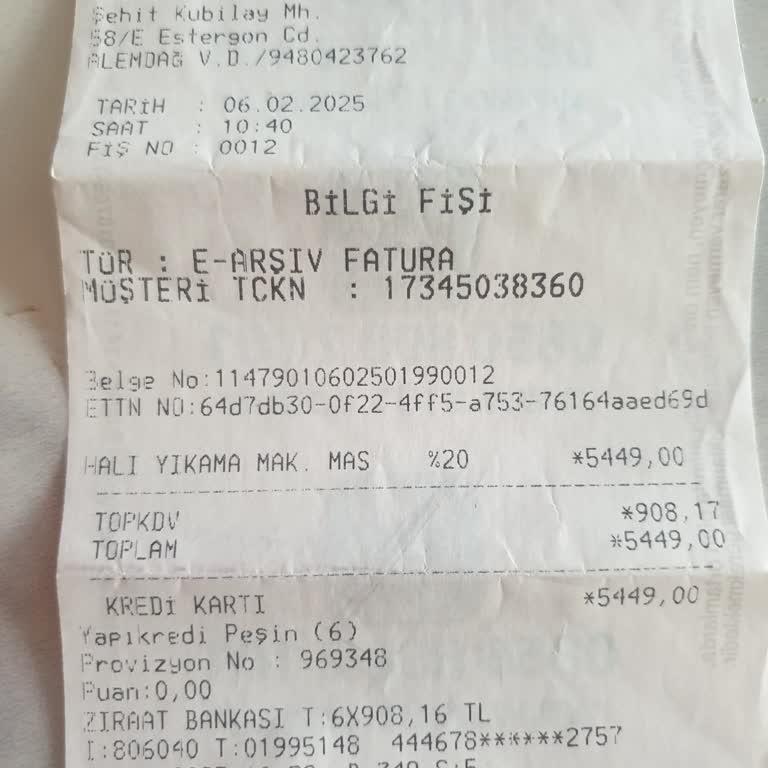 Şehit Kubilay Mh.
58/E Estergon Cd.
ALEMDAĞ V.D./9480423762
TARİH : 06.02.2025
SAAT : 10:40
FİŞ NO : 0012
BİLGİ FİŞİ
TÜR : E-ARŞIV FATURA
MÜŞTERİ TCKN : 17345038360
Belge No:11479010602501990012
ETTN NO:64d7db30-0f22-4ff5-a753-76164aaed69d
HALI YIKAMA MAK. MAS %20 *5449,00
TOPKDV *908,17
TOPLAM *5449,00
KREDİ KARTI *5449,00
Yapıkredi Peşin (6)
Provizyon No : 969348
Puan:0,00
ZIRAAT BANKASI T:6X908,16 TL
I:806040 T:01995148 444678******2757